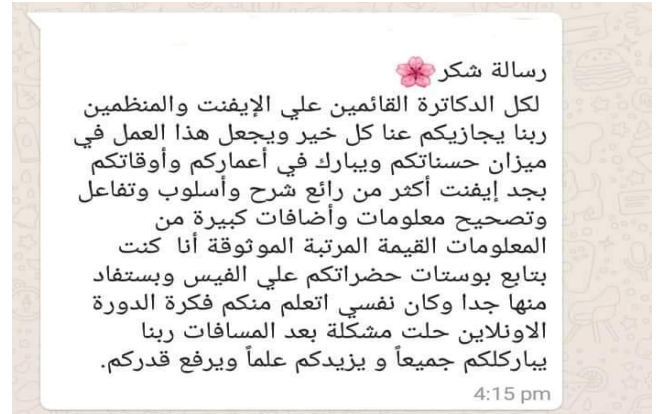 رسالة شكر🌸
لكل الدكاترة القائمين علي الإيفنت والمنظمين
ربنا يجازيكم عنا كل خير ويجعل هذا العمل في
ميزان حسناتكم ويبارك في أعماركم وأوقاتكم
بجد إيفنت أكثر من رائع شرح وأسلوب وتفاعل
وتصحيح معلومات وأضافات كبيرة من
المعلومات القيمة المرتبة الموثوقة أنا كنت
بتابع بوستات حضراتكم علي الفيس وبستفاد
منها جدا وكان نفسي اتعلم منكم فكرة الدورة
الاونلاين حلت مشكلة بعد المسافات ربنا
يباركلكم جميعاً و يزيدكم علماً ويرفع قدركم.
4:15 pm